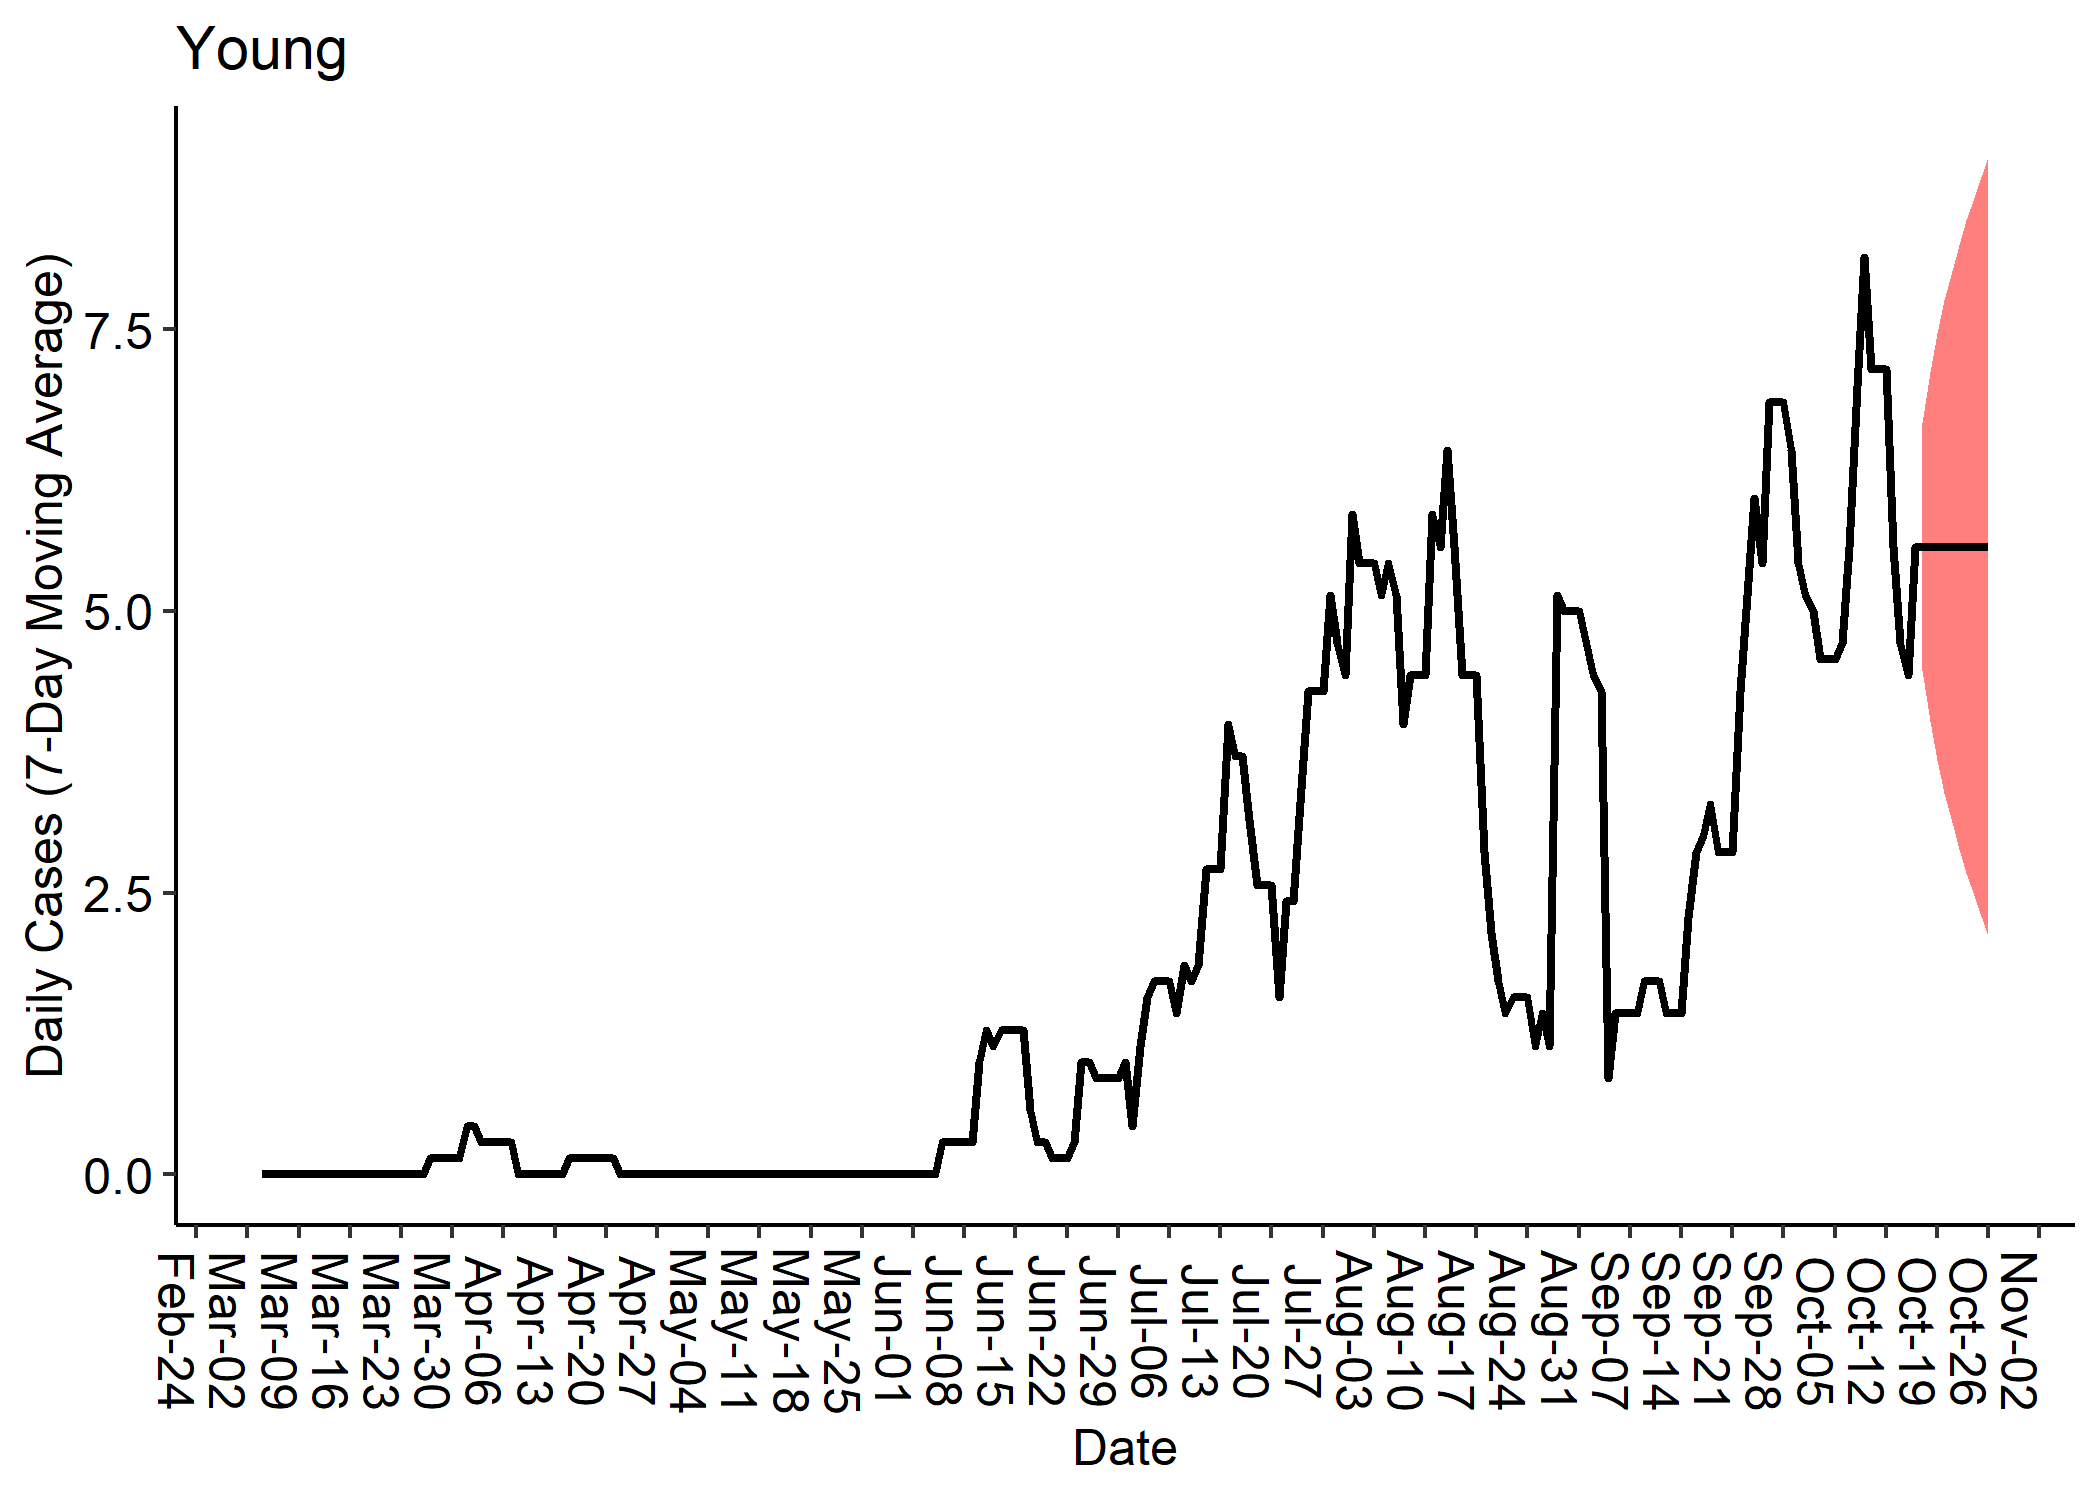 Young
Daily Cases (7-Day Moving Average)
7.5
5.0
2.5
0.0
Feb-24
Mar-02
Mar-09
Mar-16
Mar-23
Mar-30
Apr-06
Apr-13
Apr-20
Apr-27
May-04
May-11
May-18
May-25
Jun-01
Jun-08
Jun-15
Jun-22
Jun-29
Jul-06
Jul-13
Jul-20
Jul-27
Aug-03
Aug-10
Aug-17
Aug-24
Aug-31
Sep-07
Sep-14
Sep-21
Sep-28
Oct-05
Oct-12
Oct-19
Oct-26
Nov-02
Date